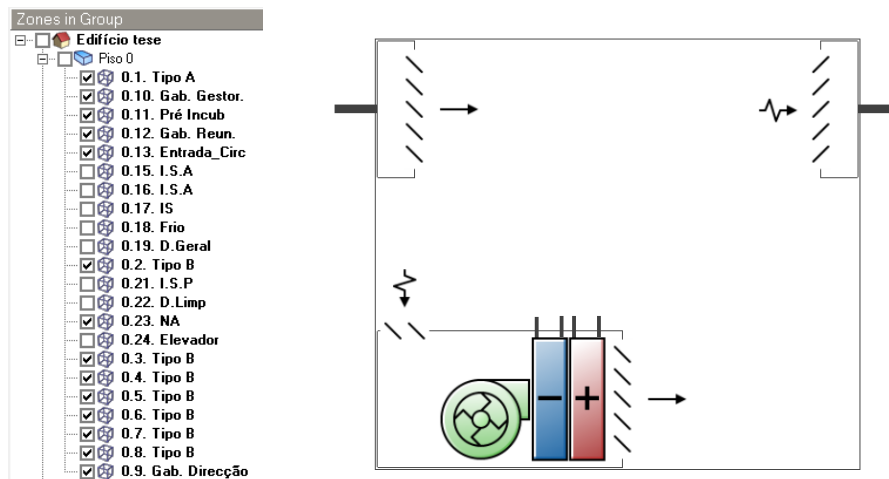 Zones in Group
Edifício tese
Piso 0
0.1. Tipo A
0.10. Gab. Gestor.
0.11. Pré Incub
0.12. Gab. Reun.
0.13. Entrada_Circ
0.15. I.S.A
0.16. I.S.A
0.17. IS
0.18. Frio
0.19. D.Geral
0.2. Tipo B
0.21. I.S.P
0.22. D.Limp
0.23. NA
0.24. Elevador
0.3. Tipo B
0.4. Tipo B
0.5. Tipo B
0.6. Tipo B
0.7. Tipo B
0.8. Tipo B
0.9. Gab. Direcção